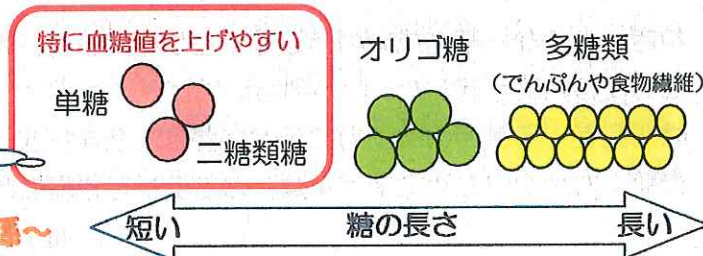 特に血糖値を上げやすい
単糖
二糖類糖
オリゴ糖
多糖類
(でんぷんや食物繊維)
短い
糖の長さ
長い
～